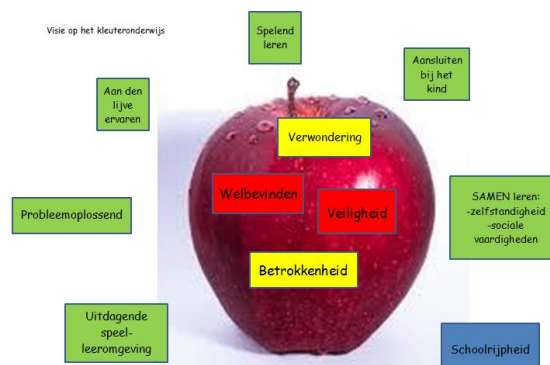 Visie op het kleuteronderwijs
Spelend
leren
Aansluiten
bij het
kind
Aan den
lijve
ervaren
Verwondering
Welbevinden
Veiligheid
SAMEN leren:
-zelfstandigheid
-sociale
vaardigheden
Probleemoplossend
Betrokkenheid
Uitdagende
speel-
leeromgeving
Schoolrijpheid